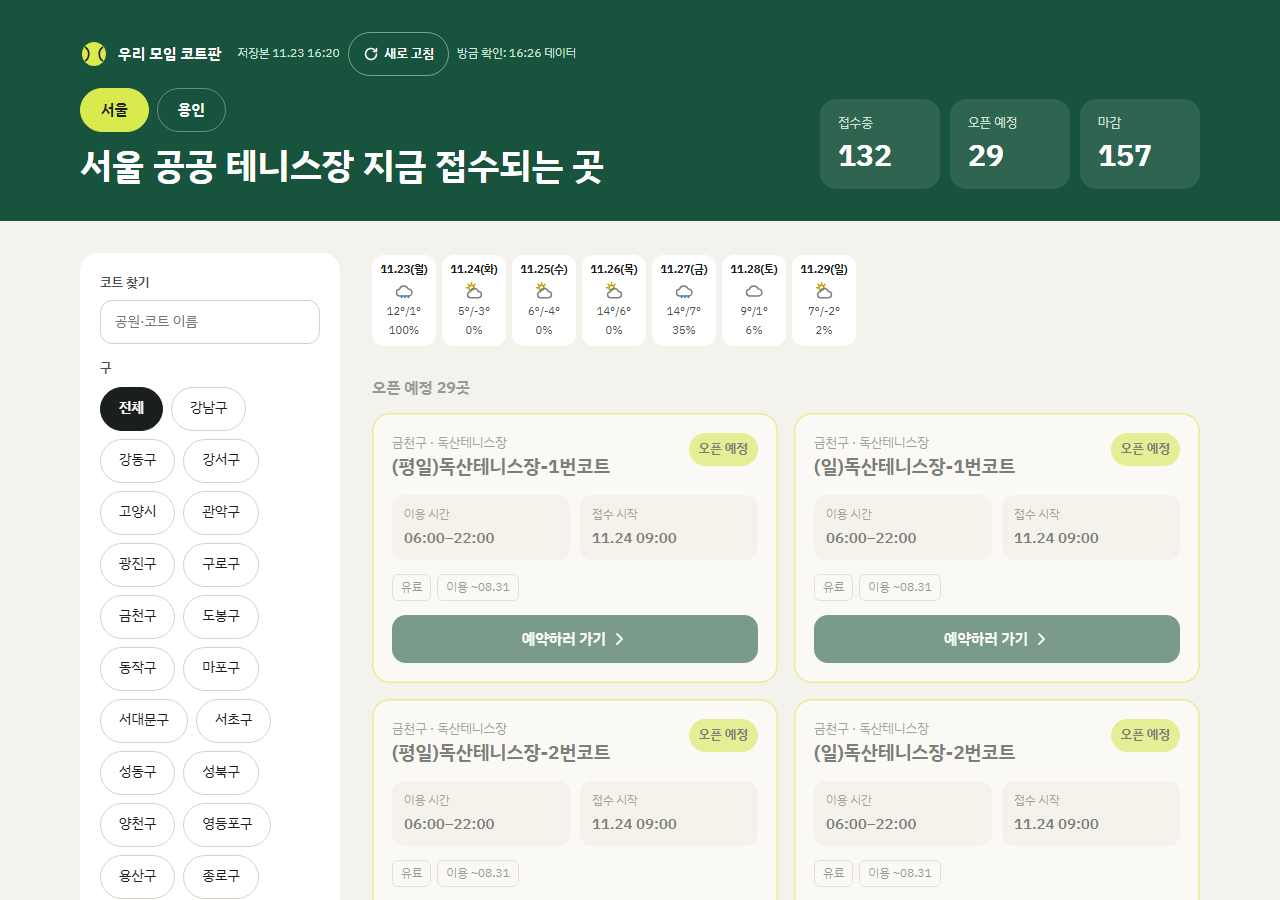 우리 모임 코트판 저장본 11.23 16:20 새로 고침 방금 확인: 16:26 데이터
서울 용인
서울 공공 테니스장 지금 접수되는 곳
접수중 132
오픈 예정 29
마감 157
코트 찾기
공원·코트 이름
구
전체 강남구
강동구 강서구
고양시 관악구
광진구 구로구
금천구 도봉구
동작구 마포구
서대문구 서초구
성동구 성북구
양천구 영등포구
용산구 종로구
11.23(월) 11.24(화) 11.25(수) 11.26(목) 11.27(금) 11.28(토) 11.29(일)
12°/1° 5°/-3° 6°/-4° 14°/6° 14°/7° 9°/1° 7°/-2°
100% 0% 0% 0% 35% 6% 2%
오픈 예정 29곳
금천구 · 독산테니스장
(평일)독산테니스장-1번코트
오픈 예정
이용 시간 접수 시작
06:00–22:00 11.24 09:00
유료 이용 ~08.31
예약하러 가기
금천구 · 독산테니스장
(일)독산테니스장-1번코트
오픈 예정
이용 시간 접수 시작
06:00–22:00 11.24 09:00
유료 이용 ~08.31
예약하러 가기
금천구 · 독산테니스장
(평일)독산테니스장-2번코트
오픈 예정
이용 시간 접수 시작
06:00–22:00 11.24 09:00
유료 이용 ~08.31
금천구 · 독산테니스장
(일)독산테니스장-2번코트
오픈 예정
이용 시간 접수 시작
06:00–22:00 11.24 09:00
유료 이용 ~08.31